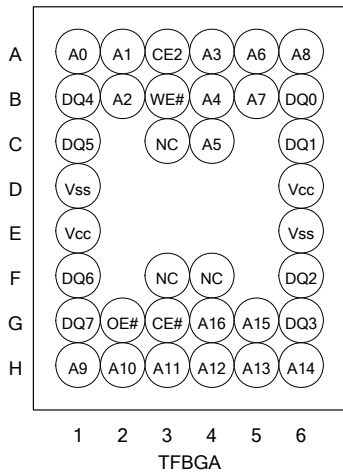 A A0 A1 CE2 A3 A6 A8
B DQ4 A2 WE# A4 A7 DQ0
C DQ5 NC A5 DQ1
D Vss Vcc
E Vcc Vss
F DQ6 NC NC DQ2
G DQ7 OE# CE# A16 A15 DQ3
H A9 A10 A11 A12 A13 A14
1 2 3 4 5 6
TFBGA